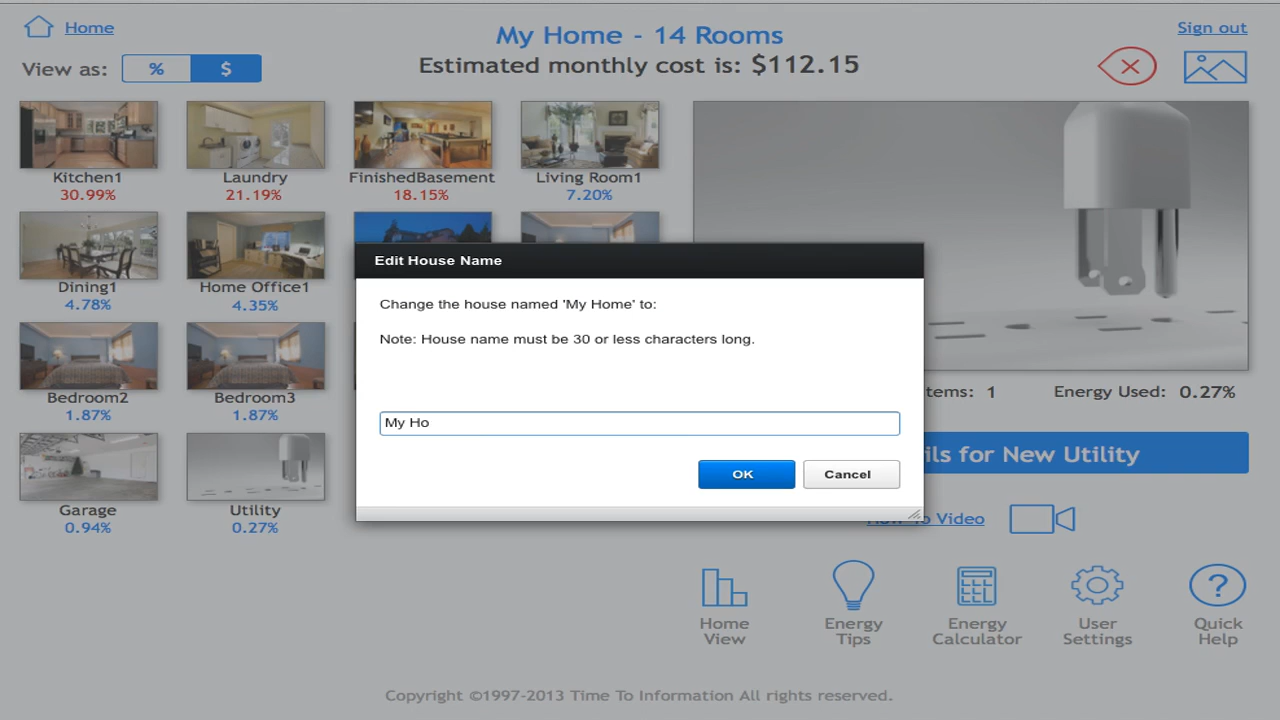 Home
My Home - 14 Rooms
Sign out
View as: % $
Estimated monthly cost is: $112.15
Kitchen1 Laundry FinishedBasement Living Room1
30.99% 21.19% 18.15% 7.20%
Dining1 Home Office1
4.78% 4.35%
Bedroom2 Bedroom3
1.87% 1.87%
Garage Utility
0.94% 0.27%
Edit House Name
Change the house named 'My Home' to:
Note: House name must be 30 or less characters long.
My Ho
OK Cancel
tems: 1 Energy Used: 0.27%
ils for New Utility
How To Video
Home View
Energy Tips
Energy Calculator
User Settings
Quick Help
Copyright ©1997-2013 Time To Information All rights reserved.